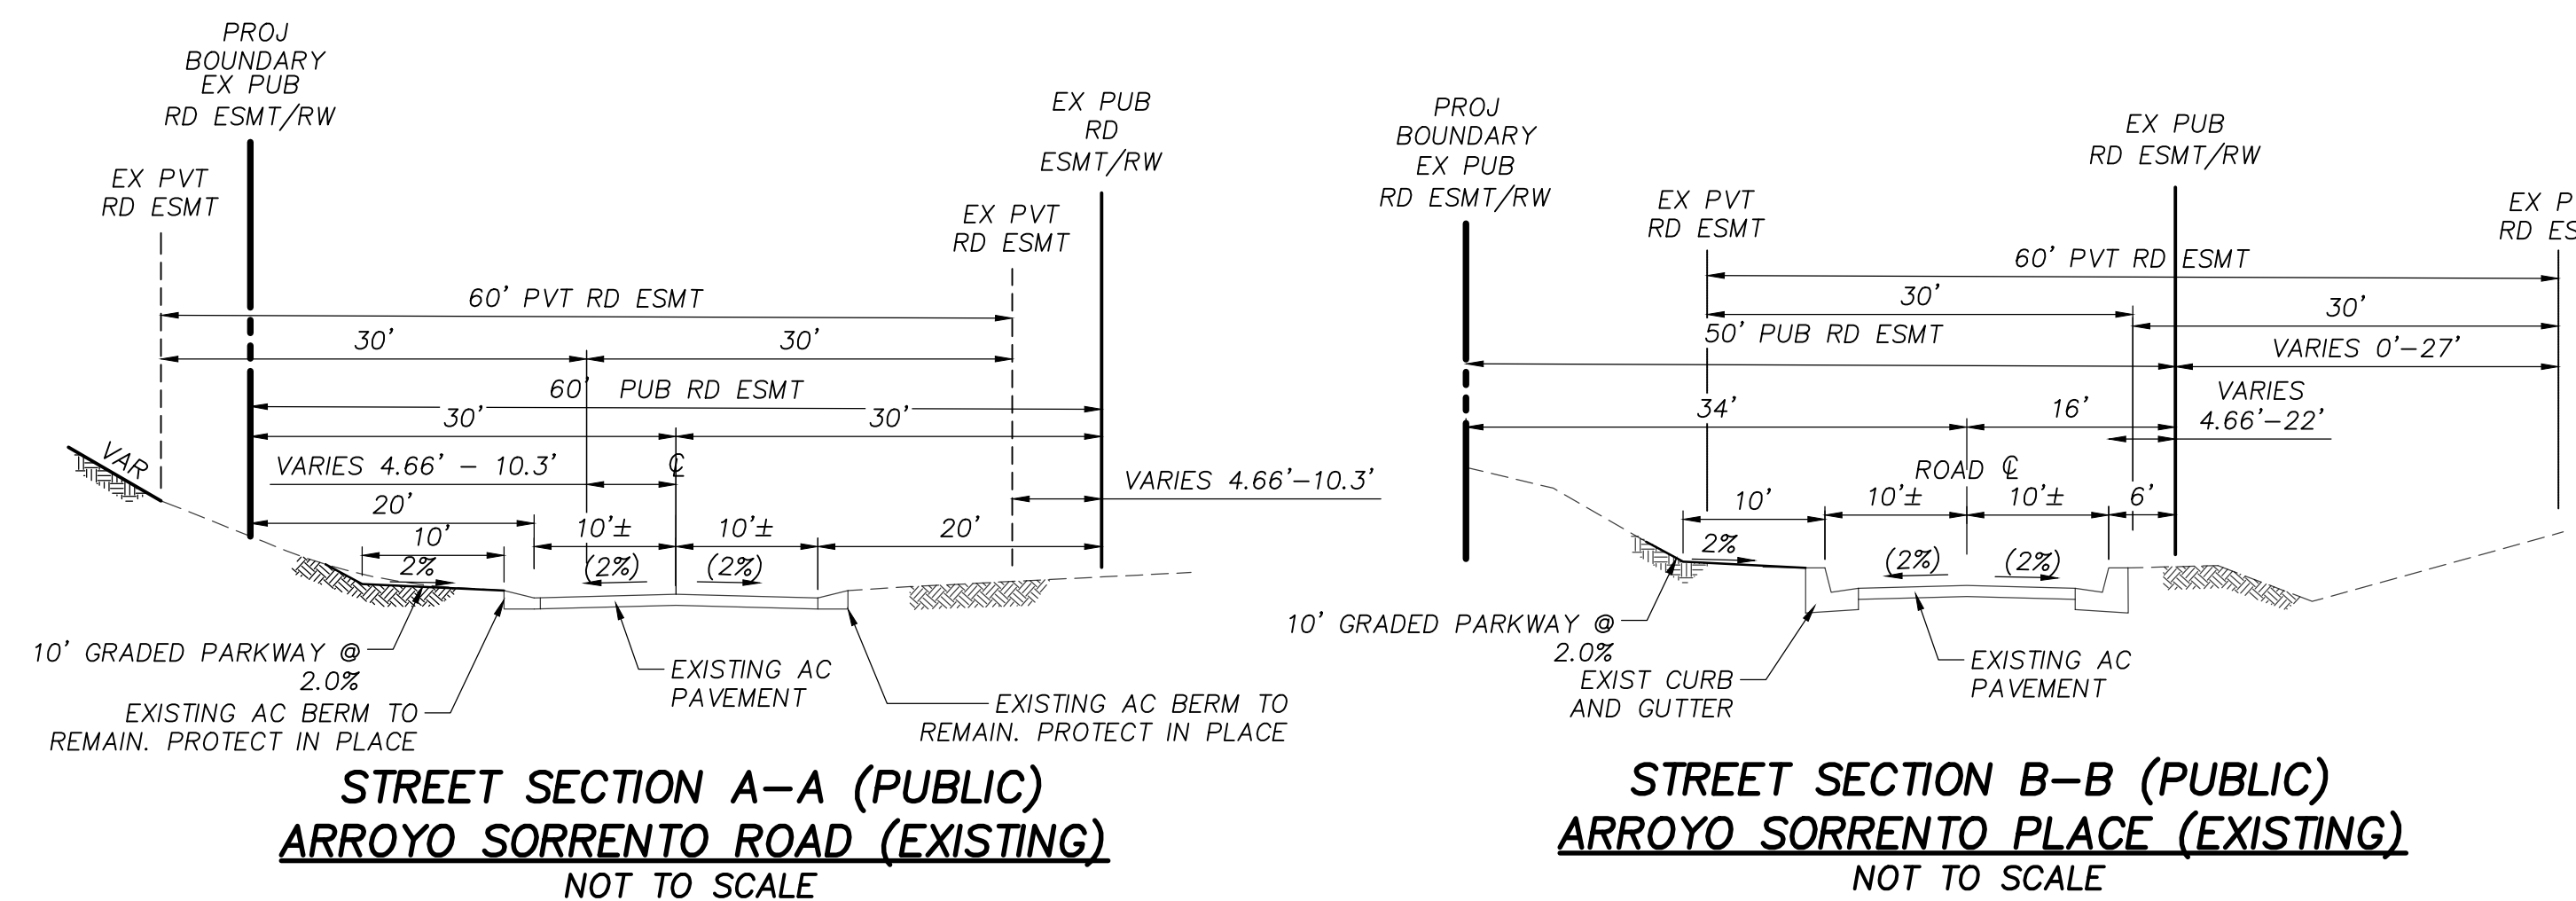 PROJ
BOUNDARY
EX PUB
RD ESMT/RW
EX PVT
RD ESMT
EX PUB
RD
ESMT/RW
EX PVT
RD ESMT
60' PVT RD ESMT
30'
30'
60' PUB RD ESMT
30'
30'
VAR
VARIES 4.66' - 10.3'
℄
VARIES 4.66'-10.3'
20'
10'
10'±
10'±
20'
2%
(2%)
(2%)
10' GRADED PARKWAY @
2.0%
EXISTING AC
PAVEMENT
EXISTING AC BERM TO
REMAIN. PROTECT IN PLACE
EXISTING AC BERM TO
REMAIN. PROTECT IN PLACE
STREET SECTION A-A (PUBLIC)
ARROYO SORRENTO ROAD (EXISTING)
NOT TO SCALE
PROJ
BOUNDARY
EX PUB
RD ESMT/RW
EX PVT
RD ESMT
EX PUB
RD ESMT/RW
EX P
RD ES
60' PVT RD ESMT
30'
30'
50' PUB RD ESMT
VARIES 0'-27'
34'
16'
VARIES
4.66'-22'
ROAD ℄
10'
10'±
10'±
6'
2%
(2%)
(2%)
10' GRADED PARKWAY @
2.0%
EXIST CURB
AND GUTTER
EXISTING AC
PAVEMENT
STREET SECTION B-B (PUBLIC)
ARROYO SORRENTO PLACE (EXISTING)
NOT TO SCALE